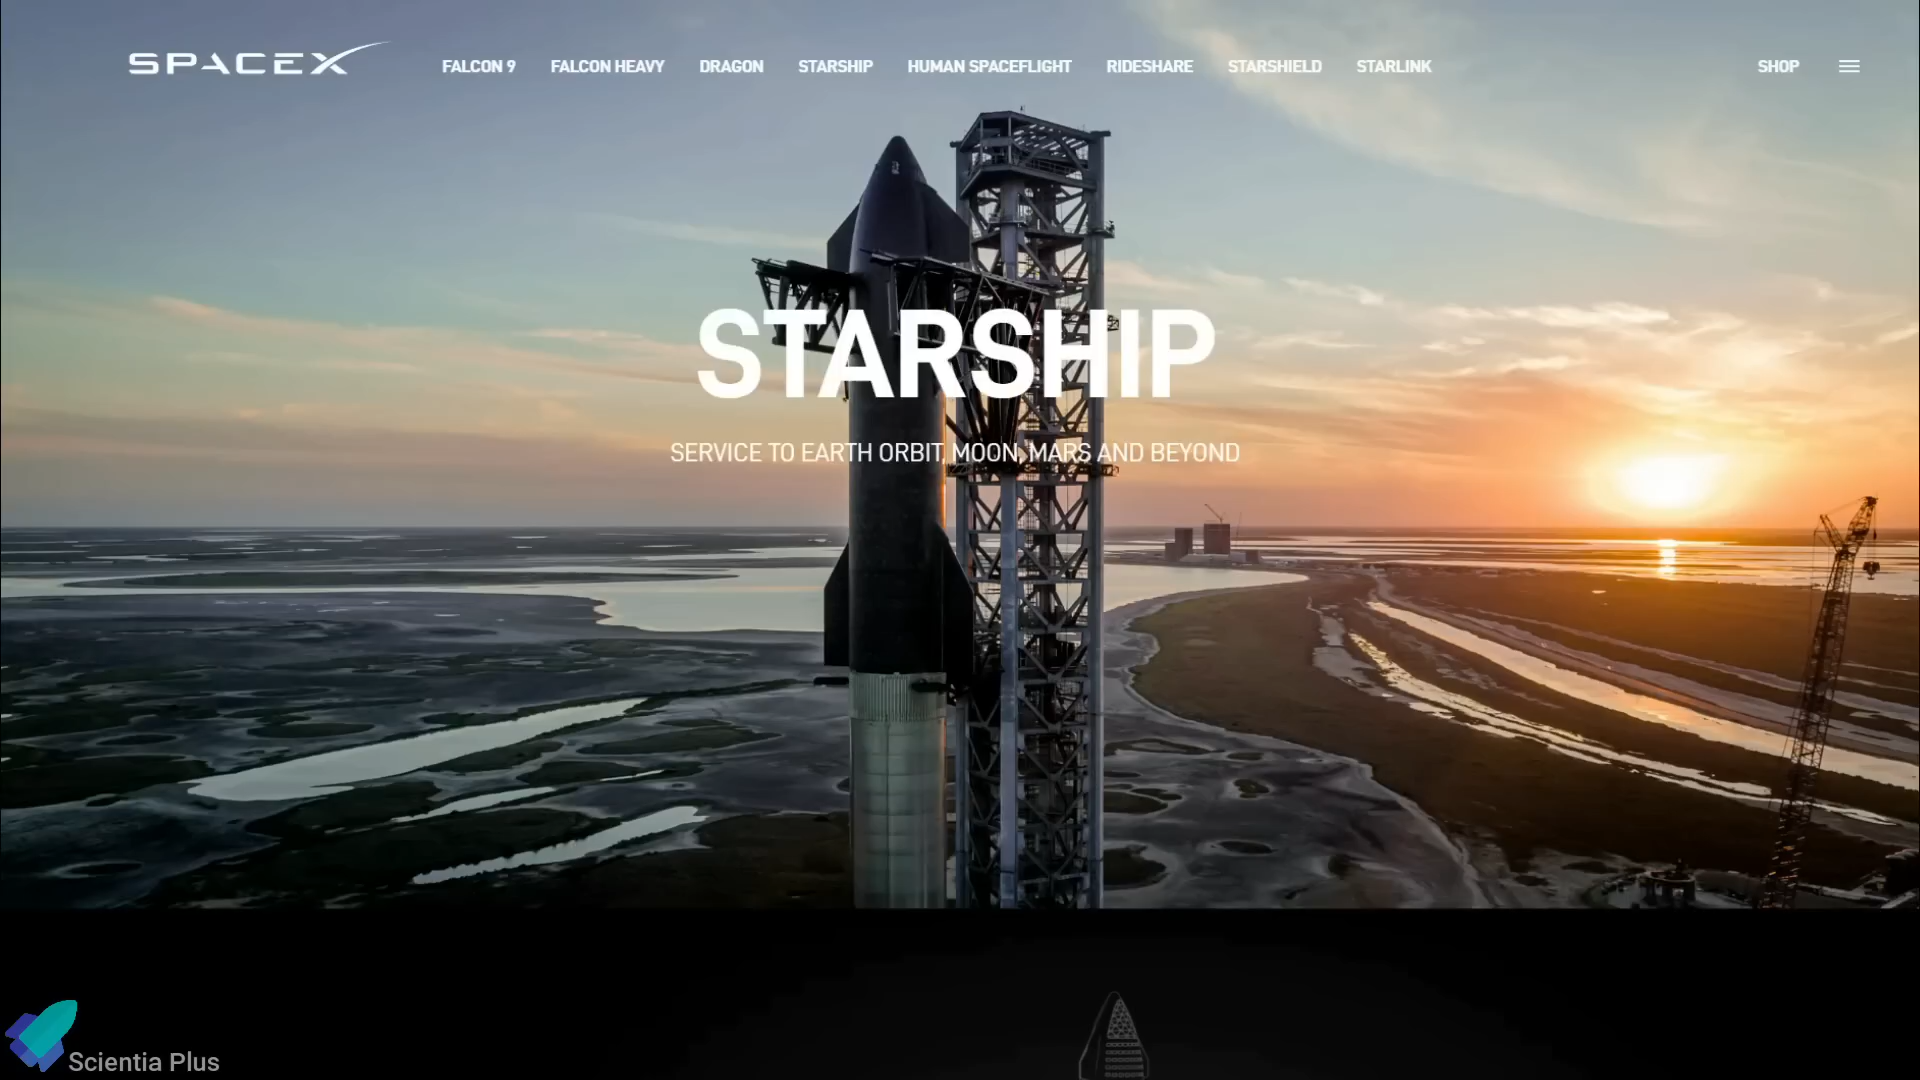 SPACEX
FALCON 9 FALCON HEAVY DRAGON STARSHIP HUMAN SPACEFLIGHT RIDESHARE STARSHIELD STARLINK SHOP
STARSHIP
SERVICE TO EARTH ORBIT, MOON, MARS AND BEYOND
Scientia Plus